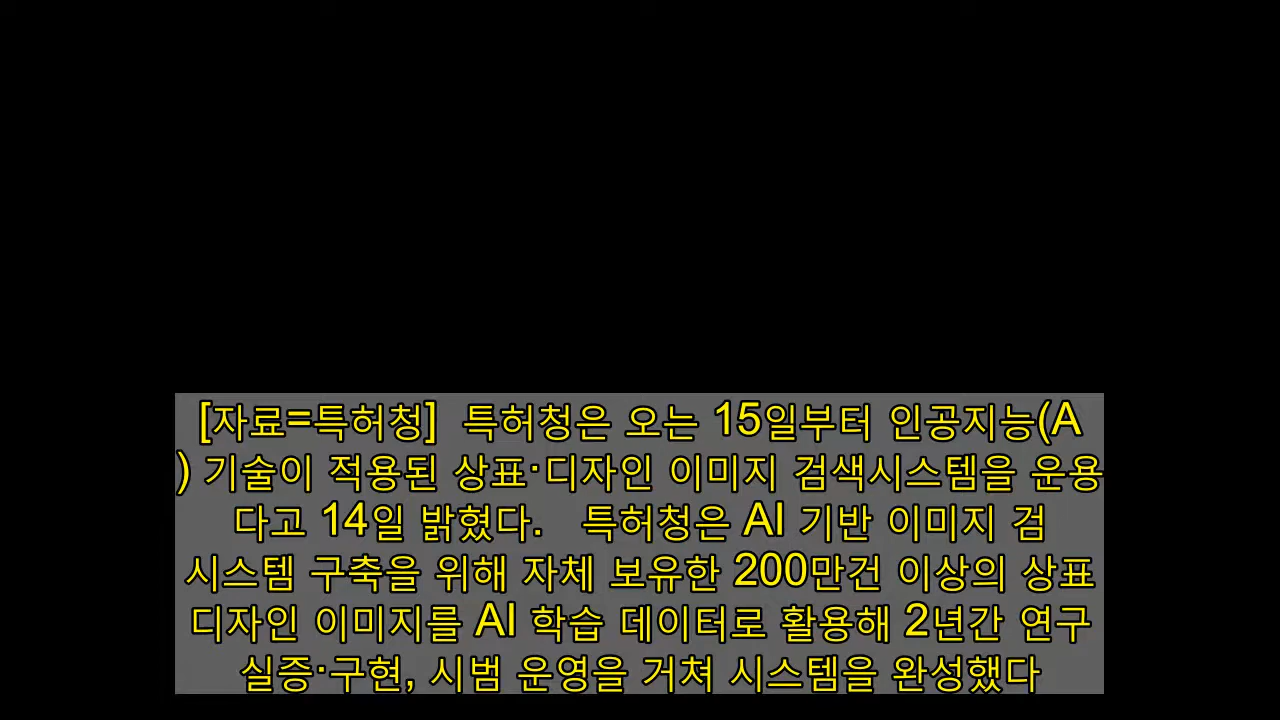 [자료=특허청]  특허청은 오는 15일부터 인공지능(A
) 기술이 적용된 상표·디자인 이미지 검색시스템을 운용
다고 14일 밝혔다.   특허청은 AI 기반 이미지 검
시스템 구축을 위해 자체 보유한 200만건 이상의 상표
디자인 이미지를 AI 학습 데이터로 활용해 2년간 연구
실증·구현, 시범 운영을 거쳐 시스템을 완성했다